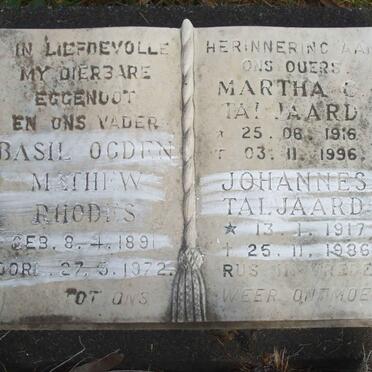 IN LIEFDEVOLLE
MY DIERBARE
EGGENOOT
EN ONS VADER
BASIL OGDEN
MATHEW
RHODES
GEB. 8. 4. 1891
OORL. 27. 5. 1972.
TOT ONS
HERINNERING AAN
ONS OUERS.
MARTHA C.
TALJAARD
* 25. 08. 1916
† 03. 11. 1996.
JOHANNES
TALJAARD
* 13. 1. 1917
† 25. 11. 1986
RUS IN VREDE
WEER ONTMOE